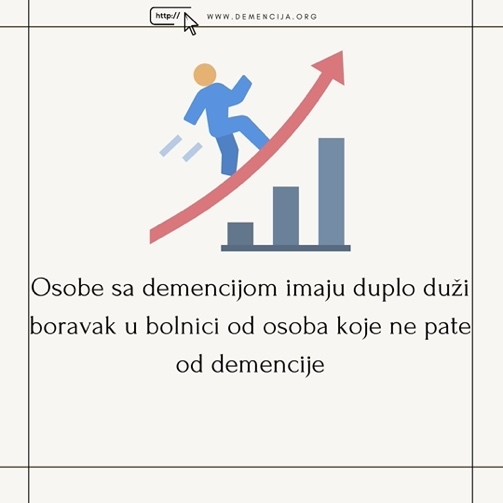 http://
WWW.DEMENCIJA.ORG
Osobe sa demencijom imaju duplo duži
boravak u bolnici od osoba koje ne pate
od demencije